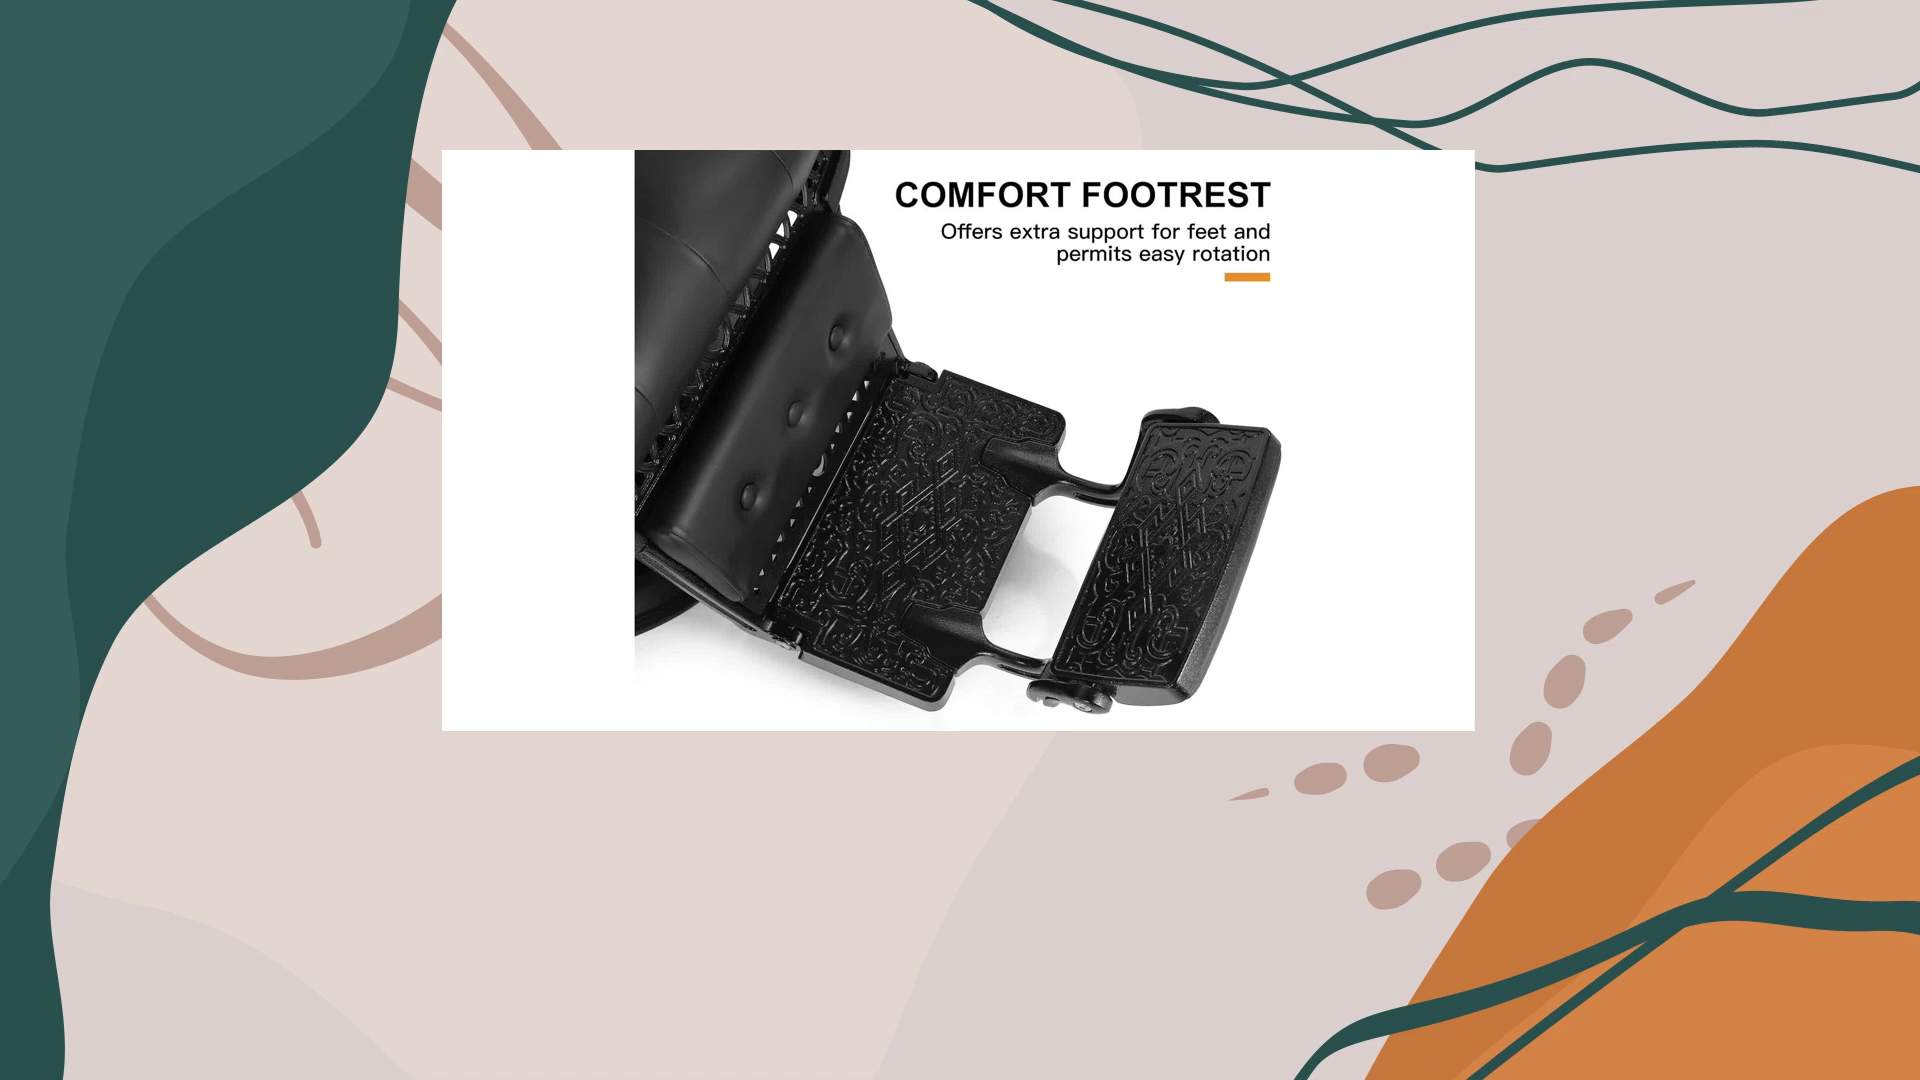 COMFORT FOOTREST
Offers extra support for feet and
permits easy rotation